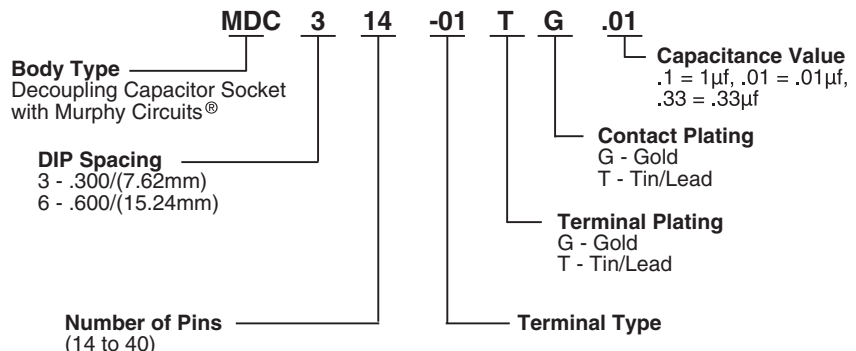 MDC 3 14 -01 T G .01
Body Type
Decoupling Capacitor Socket
with Murphy Circuits®
DIP Spacing
3 - .300/(7.62mm)
6 - .600/(15.24mm)
Number of Pins
(14 to 40)
Capacitance Value
.1 = 1µf, .01 = .01µf,
.33 = .33µf
Contact Plating
G - Gold
T - Tin/Lead
Terminal Plating
G - Gold
T - Tin/Lead
Terminal Type